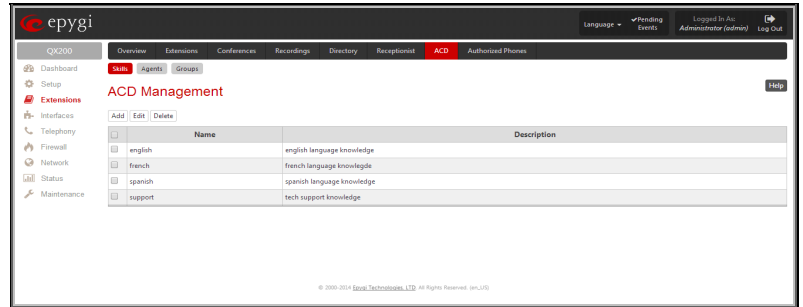 epygi
Language
Pending Events
Logged In As: Administrator (admin)
Log Out
QX200
Overview Extensions Conferences Recordings Directory Receptionist ACD Authorized Phones
Dashboard
Setup
Extensions
Interfaces
Telephony
Firewall
Network
Status
Maintenance
Skills Agents Groups
ACD Management
Help
Add Edit Delete
Name Description
english english language knowledge
french french language knowlegde
spanish spanish language knowledge
support tech support knowledge
© 2000-2014 Epygi Technologies, LTD. All Rights Reserved. (en_US)